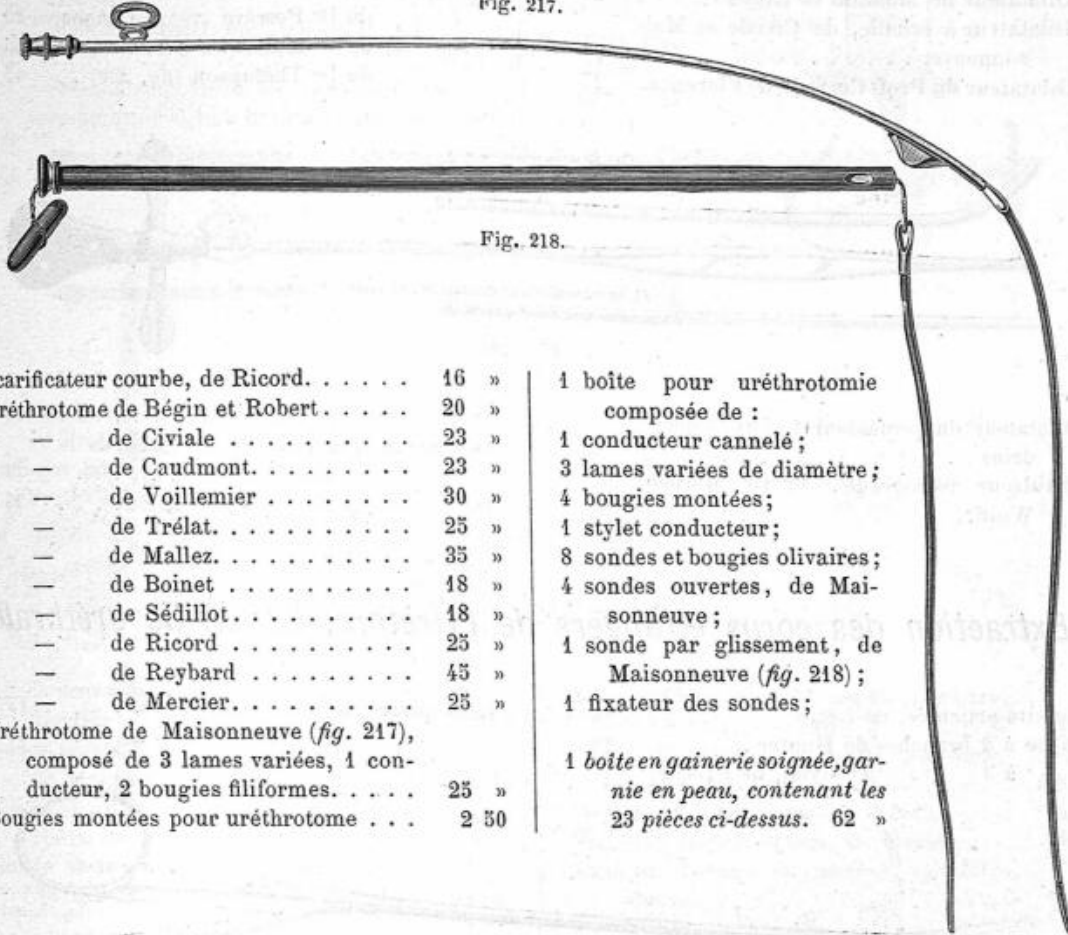 Fig. 217.
Fig. 218.
carificateur courbe, de Ricord. . . . . . . 16 »
réthrotome de Bégin et Robert. . . . . 20 »
— de Civiale . . . . . . . . . . 23 »
— de Caudmont. . . . . . . . . 23 »
— de Voillemier . . . . . . . . 30 »
— de Trélat. . . . . . . . . . . 25 »
— de Mallez. . . . . . . . . . . 35 »
— de Boinet . . . . . . . . . . 18 »
— de Sédillot. . . . . . . . . . 18 »
— de Ricord . . . . . . . . . . 25 »
— de Reybard . . . . . . . . . 45 »
— de Mercier. . . . . . . . . . 25 »
réthrotome de Maisonneuve (fig. 217),
composé de 3 lames variées, 1 con-
ducteur, 2 bougies filiformes. . . . . 25 »
ougies montées pour uréthrotome . . . 2 50
1 boîte pour uréthrotomie
composée de :
1 conducteur cannelé ;
3 lames variées de diamètre ;
4 bougies montées ;
1 stylet conducteur ;
8 sondes et bougies olivaires ;
4 sondes ouvertes, de Mai-
sonneuve ;
1 sonde par glissement, de
Maisonneuve (fig. 218) ;
1 fixateur des sondes ;
1 boîte en gaînerie soignée, gar-
nie en peau, contenant les
23 pièces ci-dessus. 62 »